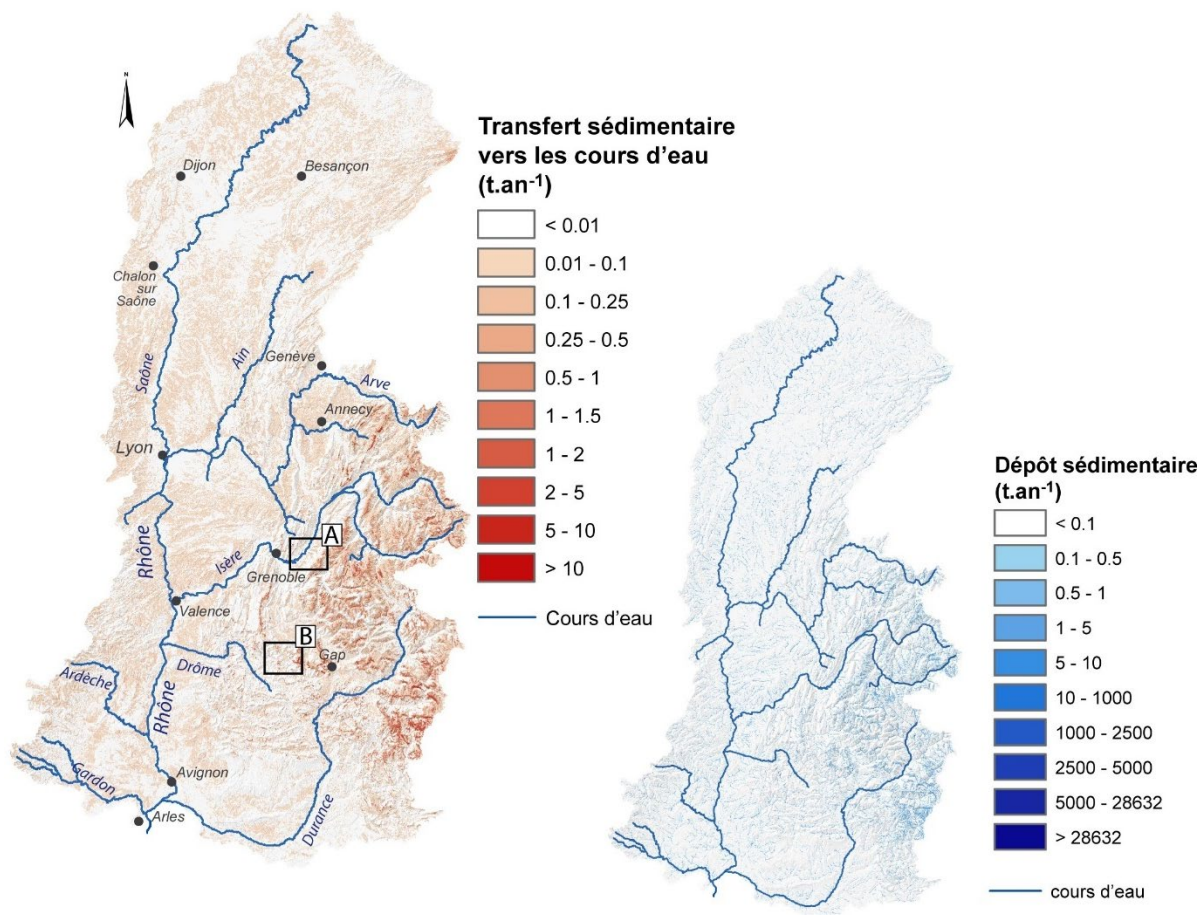 N
Dijon
Besançon
Chalon
sur
Saône
Saône
Ain
Genève
Arve
Annecy
Lyon
Rhône
Isère
A
Grenoble
Valence
B
Drôme
Gap
Ardèche
Rhône
Avignon
Gardon
Arles
Durance
Transfert sédimentaire
vers les cours d'eau
(t.an-1)
< 0.01
0.01 - 0.1
0.1 - 0.25
0.25 - 0.5
0.5 - 1
1 - 1.5
1 - 2
2 - 5
5 - 10
> 10
Cours d'eau
Dépôt sédimentaire
(t.an-1)
< 0.1
0.1 - 0.5
0.5 - 1
1 - 5
5 - 10
10 - 1000
1000 - 2500
2500 - 5000
5000 - 28632
> 28632
cours d'eau